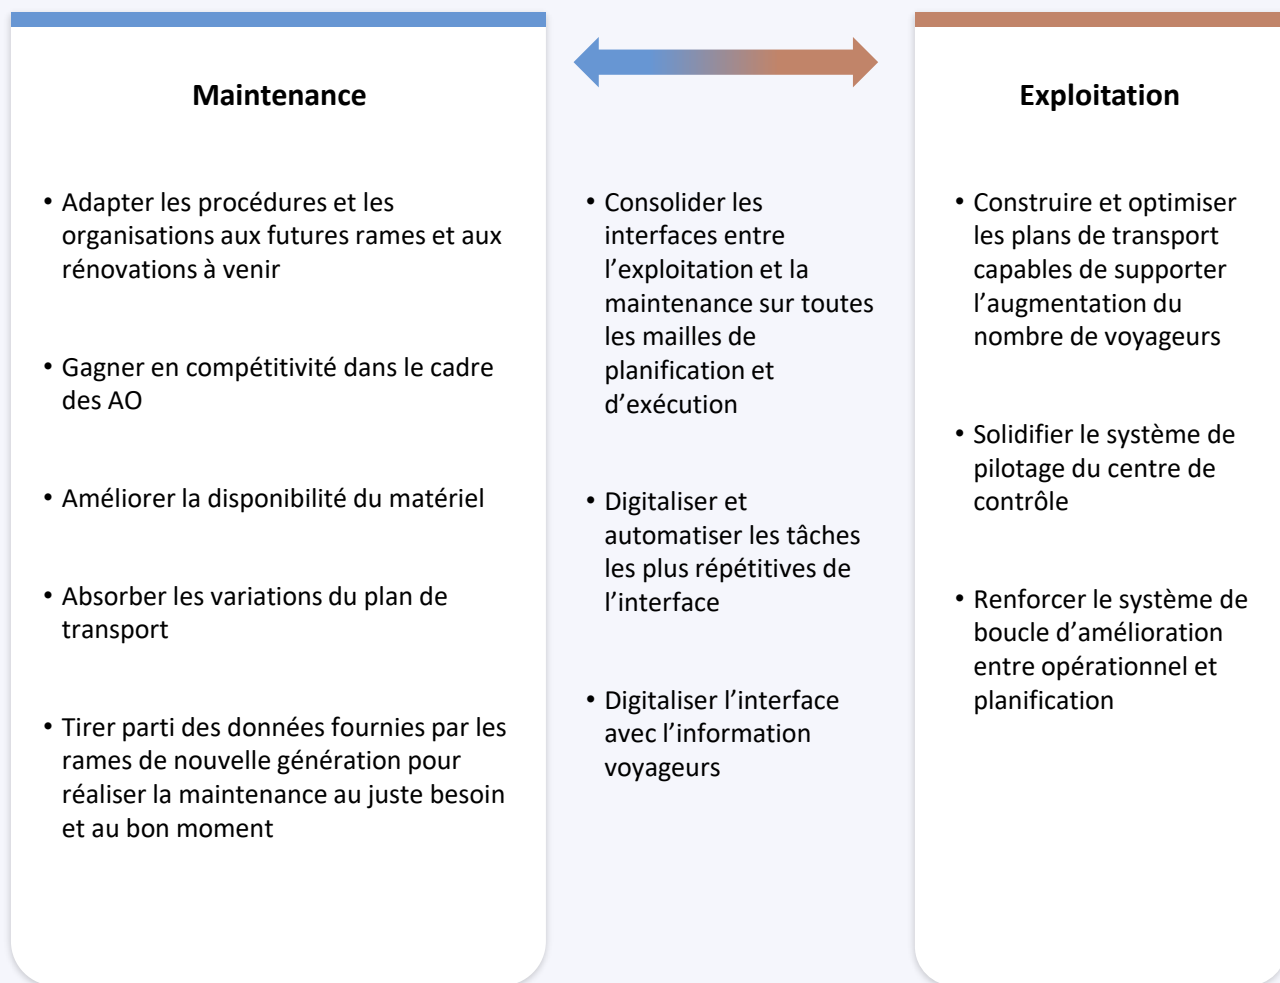 Maintenance
• Adapter les procédures et les
organisations aux futures rames et aux
rénovations à venir
• Gagner en compétitivité dans le cadre
des AO
• Améliorer la disponibilité du matériel
• Absorber les variations du plan de
transport
• Tirer parti des données fournies par les
rames de nouvelle génération pour
réaliser la maintenance au juste besoin
et au bon moment
• Consolider les
interfaces entre
l’exploitation et la
maintenance sur toutes
les mailles de
planification et
d’exécution
• Digitaliser et
automatiser les tâches
les plus répétitives de
l’interface
• Digitaliser l’interface
avec l’information
voyageurs
Exploitation
• Construire et optimiser
les plans de transport
capables de supporter
l’augmentation du
nombre de voyageurs
• Solidifier le système de
pilotage du centre de
contrôle
• Renforcer le système de
boucle d’amélioration
entre opérationnel et
planification